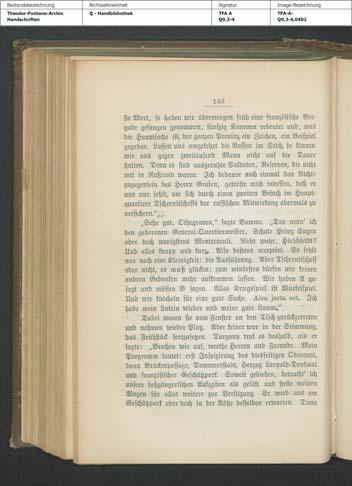 Bestandsbezeichnung Archivalieneinheit Signatur Image-Bezeichnung
Theodor-Fontane-Archiv Q - Handbibliothek TFA A TFA-A-
Handschriften Q9,3-4 Q9,3-4,0402
146
sie Wort, so haben wir übermorgen früh eine französische Bri-
gade gefangen genommen, fünfzig Kanonen erbeutet und, was
die Hauptsache ist, der ganzen Provinz ein Zeichen, ein Beispiel
gegeben. Lassen uns umgekehrt die Russen im Stich, so können
wir uns gegen zweitausend Mann nicht auf die Dauer
halten. Denn es sind ausgeruhte Soldaten, Reserven, die nicht
mit in Rußland waren. Ich bedauer noch einmal das Nicht-
zugegensein des Herrn Grafen, getröste mich indessen, daß er
uns nur fehlt, um sich durch einen zweiten Besuch im Haupt-
quartiere Tschernitscheffs der russischen Mitwirkung abermals zu
versichern."
„Sehr gut, Othegraven," sagte Bamme. „Das nenn' ich
den geborenen General-Quartiermeister, Schule Prinz Eugen
oder doch wenigstens Montecuculi. Nicht wahr, Hirschfeldt?
Und alles knapp und kurz. Alle bestens acceptirt. Es fehlt
nur noch eine Kleinigkeit: die Ausführung. Aber Tschernitscheff
oder nicht, es muß glücken; zum mindesten dürfen wir keinen
andern Gedanken mehr aufkommen lassen. Wir haben A ge-
sagt und müssen B sagen. Alles Kriegsspiel ist Würfelspiel.
Und wir knöcheln für eine gute Sache. Alea jacta est. Ich
habe mein Latein wieder und meine gute Laune."
Dabei waren sie vom Fenster an den Tisch zurückgetreten
und nahmen wieder Platz. Aber keiner war in der Stimmung,
das Frühstück fortzusetzen. Turgany traf es deshalb, als er
sagte: „Brechen wir auf, werthe Herren und Freunde. Mein
Programm lautet: erst Inspizirung des diesseitigen Oderquai,
dann Brückenpassage, Dammvorstadt, Herzog Leopold-Denkmal
und französischer Geschützpark. Soweit gediehen, betracht' ich
unsere fußgängerischen Aufgaben als gelöst und stelle meinen
Wagen für alles weitere zur Verfügung. Er wird uns am
Geschützpark oder doch in der Nähe desselben erwarten. Dann